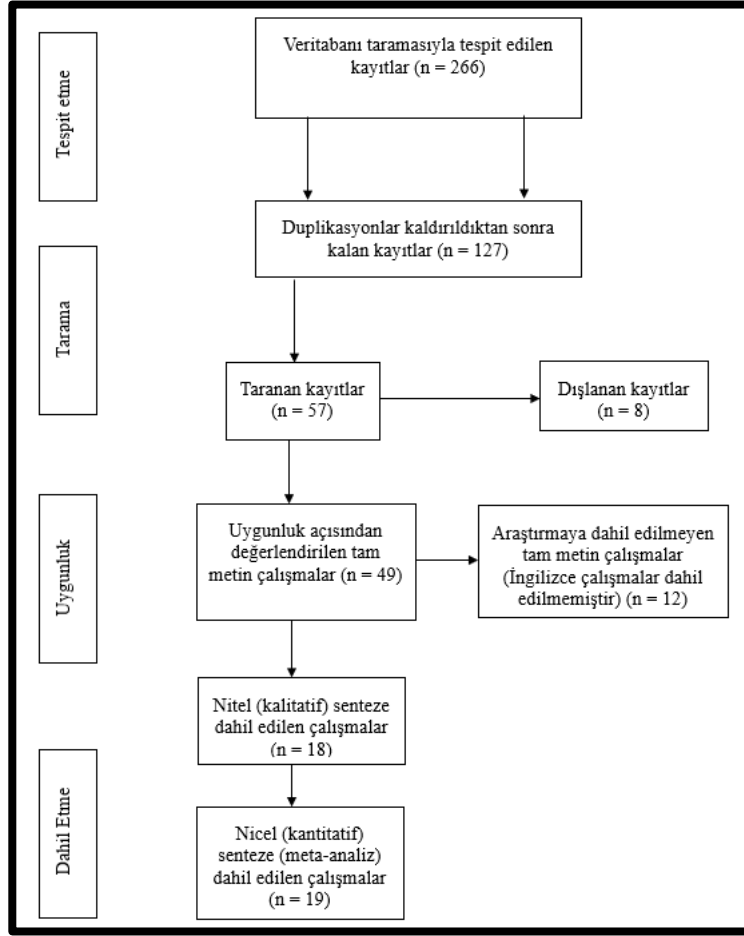 Tespit etme
Veritabanı taramasıyla tespit edilen
kayıtlar (n = 266)
Duplikasyonlar kaldırıldıktan sonra
kalan kayıtlar (n = 127)
Tarama
Taranan kayıtlar
(n = 57)
Dışlanan kayıtlar
(n = 8)
Uygunluk
Uygunluk açısından
değerlendirilen tam
metin çalışmalar (n = 49)
Araştırmaya dahil edilmeyen
tam metin çalışmalar
(İngilizce çalışmalar dahil
edilmemiştir) (n = 12)
Nitel (kalitatif) senteze
dahil edilen çalışmalar
(n = 18)
Dahil Etme
Nicel (kantitatif)
senteze (meta-analiz)
dahil edilen çalışmalar
(n = 19)